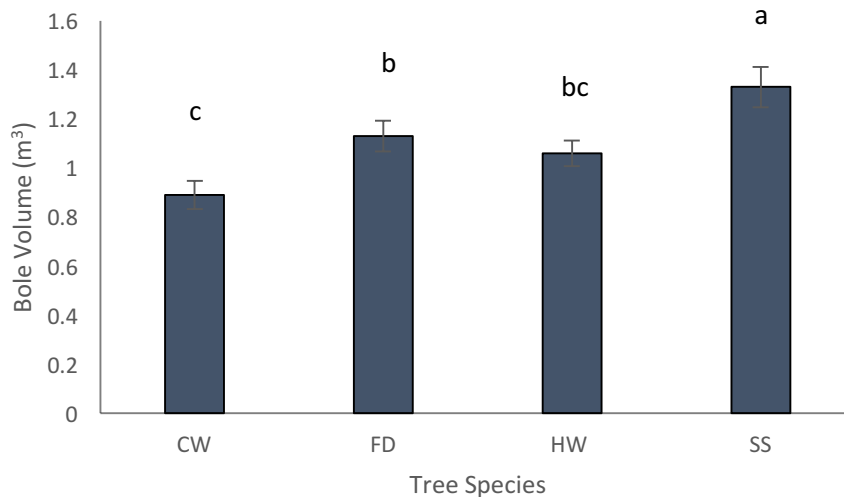 1.6
1.4
1.2
1
0.8
0.6
0.4
0.2
0
Bole Volume (m³)
c
b
bc
a
CW FD HW SS
Tree Species